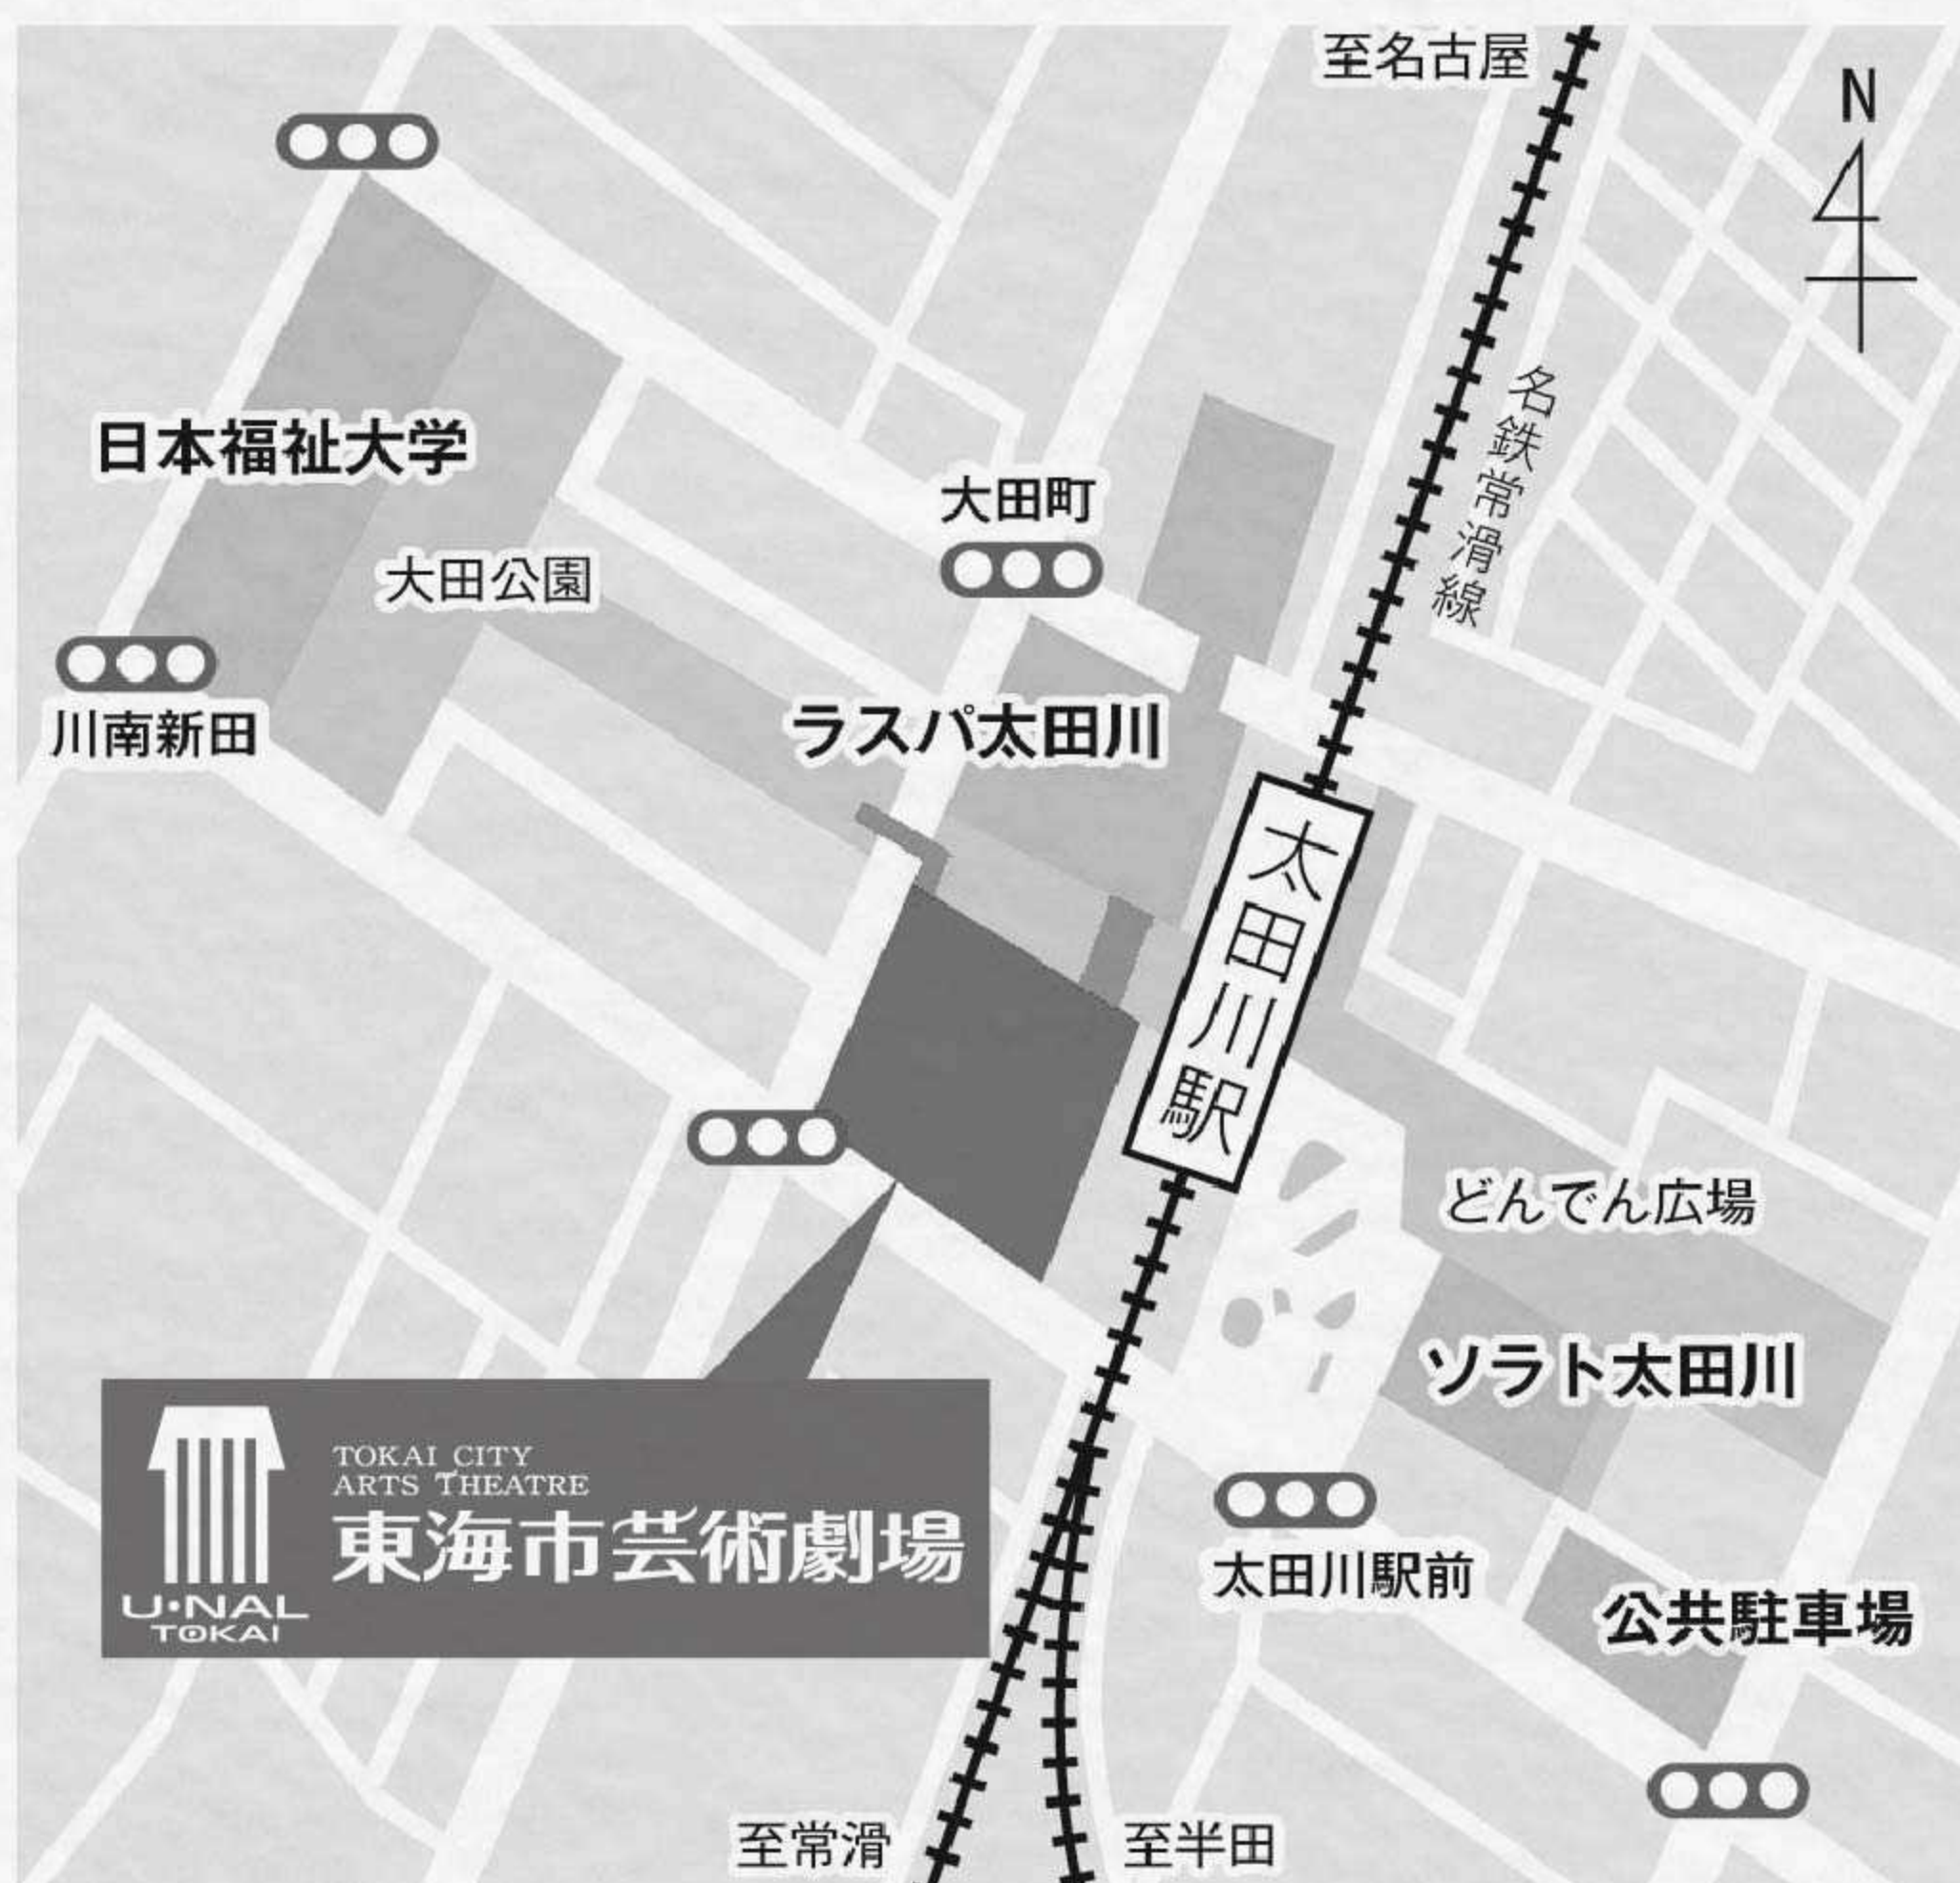 至名古屋
N
名鉄常滑線
日本福祉大学
大田町
大田公園
川南新田
ラスパ太田川
太田川駅
どんでん広場
ソラト太田川
TOKAI CITY
ARTS THEATRE
東海市芸術劇場
U・NAL
TOKAI
太田川駅前
公共駐車場
至常滑
至半田